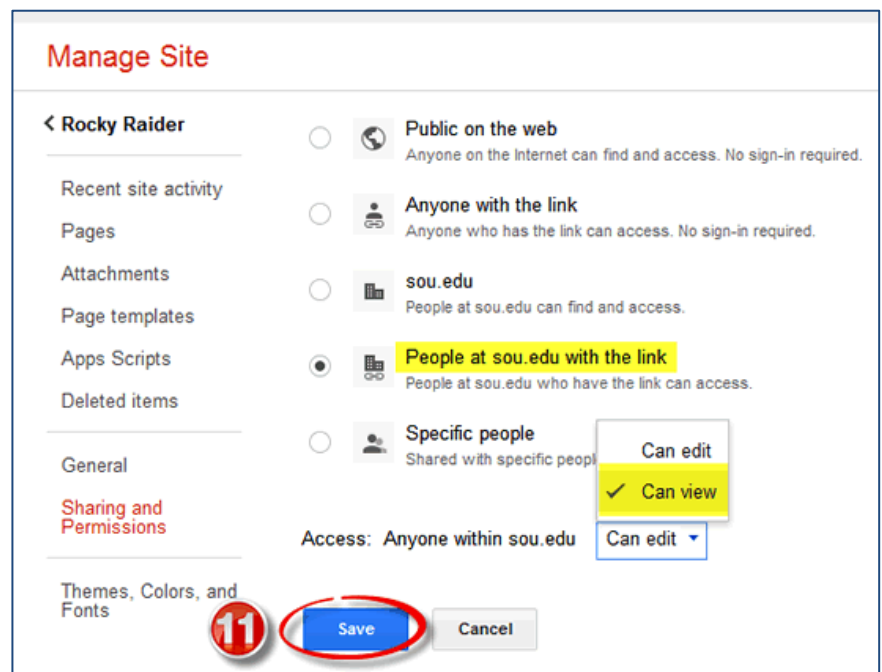 Manage Site
Rocky Raider
Recent site activity
Pages
Attachments
Page templates
Apps Scripts
Deleted items
General
Sharing and
Permissions
Themes, Colors, and
Fonts
Public on the web
Anyone on the Internet can find and access. No sign-in required.
Anyone with the link
Anyone who has the link can access. No sign-in required.
sou.edu
People at sou.edu can find and access.
People at sou.edu with the link
People at sou.edu who have the link can access.
Specific people
Shared with specific
Can edit
✓ Can view
Access: Anyone within sou.edu Can edit
11
Save Cancel